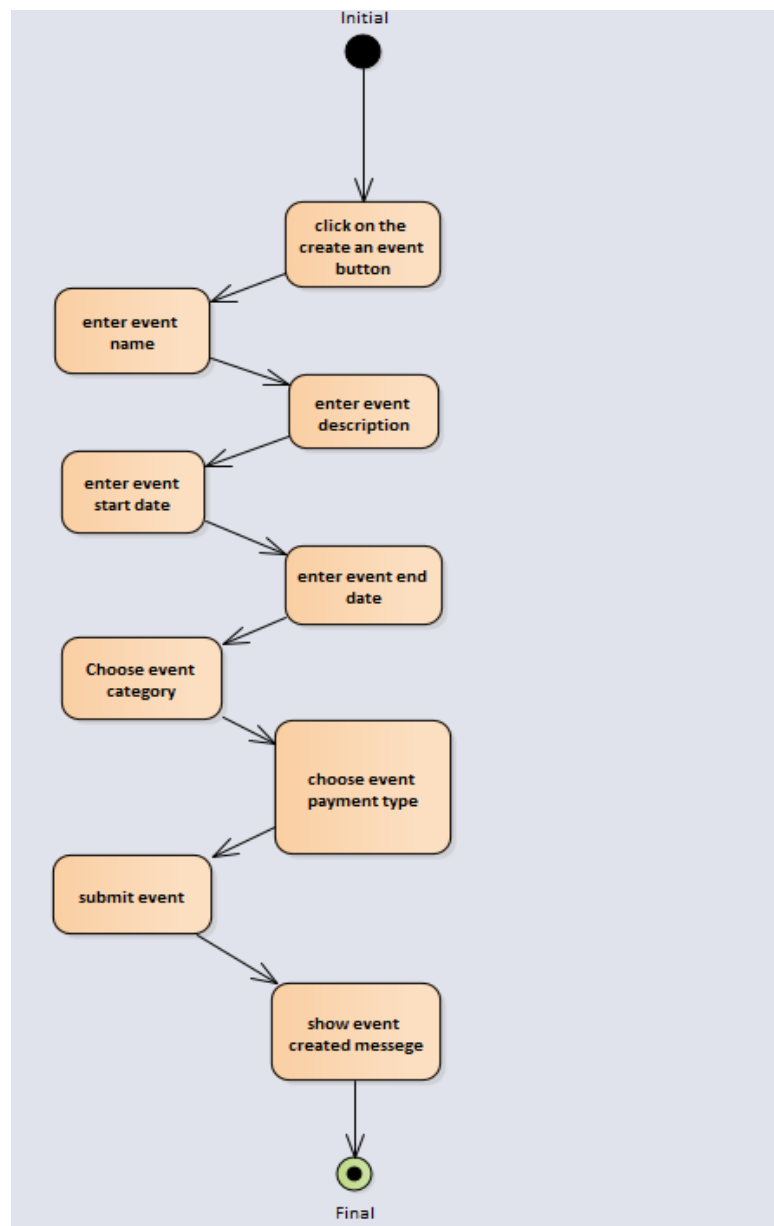 Initial
click on the
create an event
button
enter event
name
enter event
description
enter event
start date
enter event end
date
Choose event
category
choose event
payment type
submit event
show event
created messege
Final